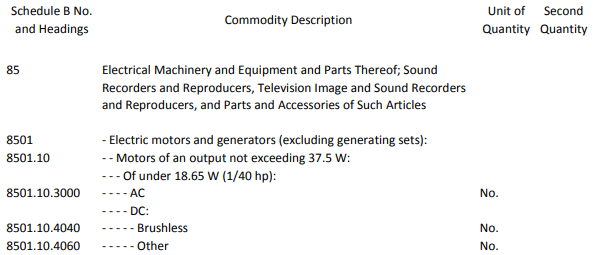 Schedule B No. and Headings Commodity Description Unit of Quantity Second Quantity
85 Electrical Machinery and Equipment and Parts Thereof; Sound
Recorders and Reproducers, Television Image and Sound Recorders
and Reproducers, and Parts and Accessories of Such Articles
8501 - Electric motors and generators (excluding generating sets):
8501.10 - - Motors of an output not exceeding 37.5 W:
- - - Of under 18.65 W (1/40 hp):
8501.10.3000 - - - - AC No.
- - - - DC:
8501.10.4040 - - - - - Brushless No.
8501.10.4060 - - - - - Other No.